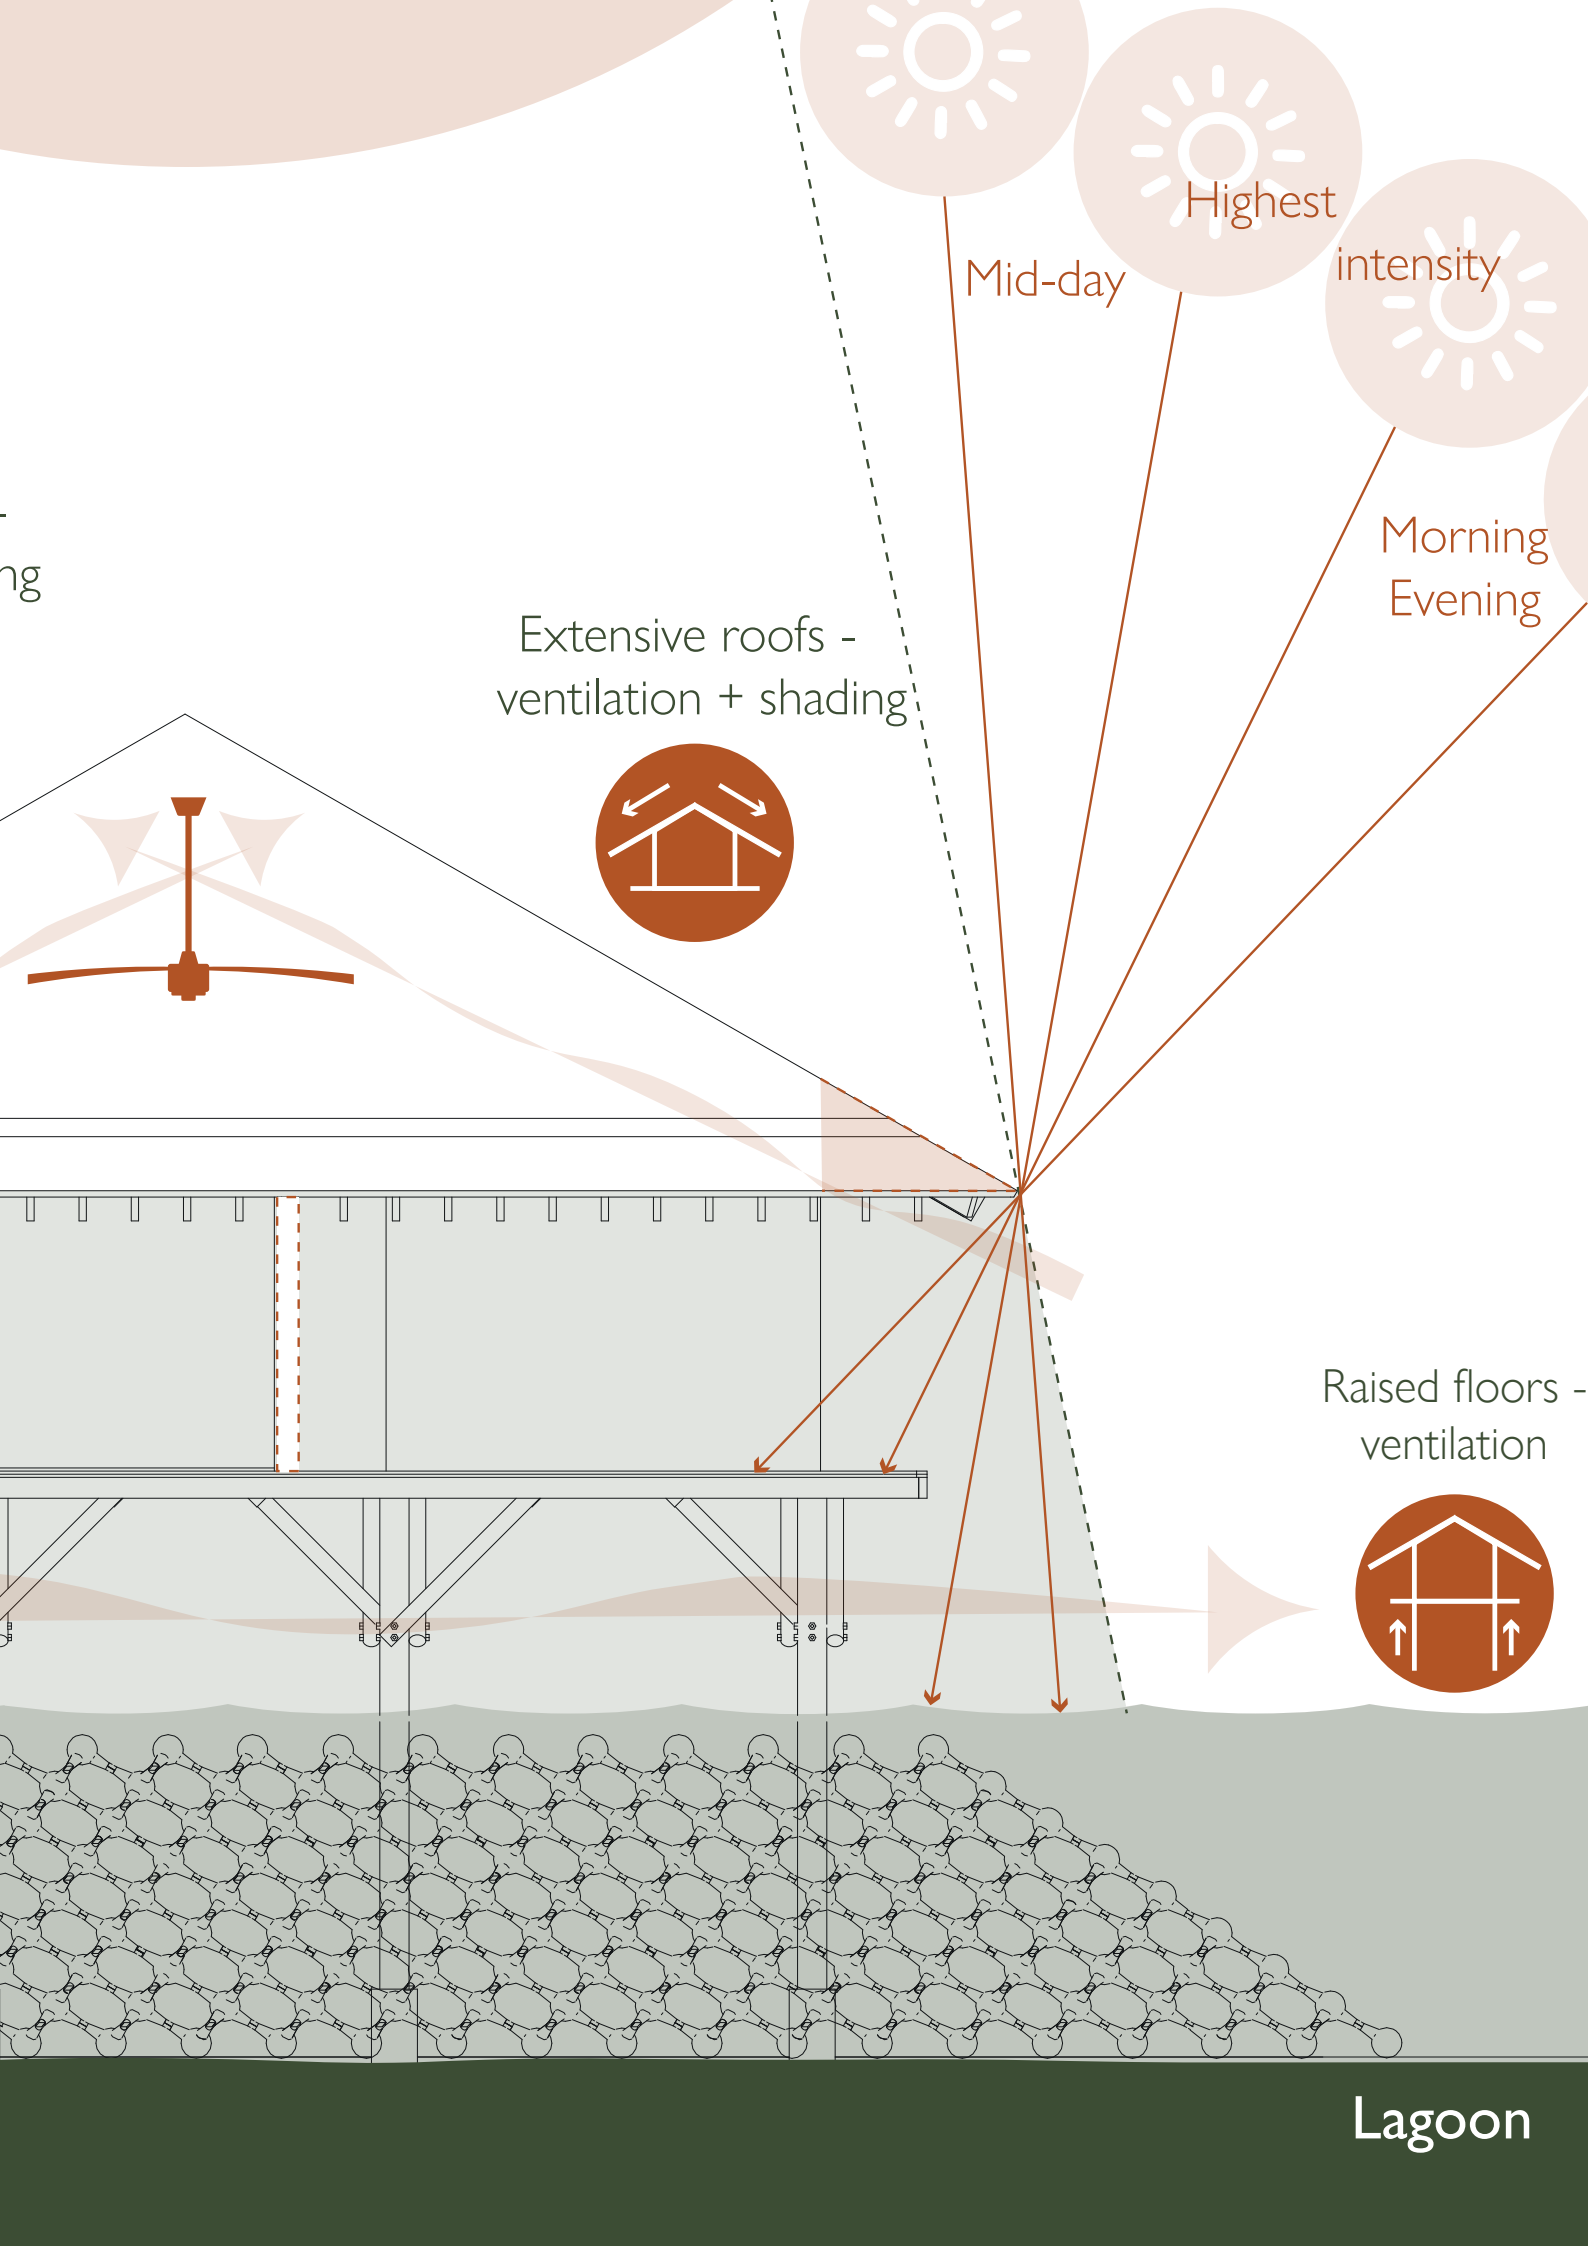 Highest
intensity
Mid-day
-
Morning
Evening
Extensive roofs -
ventilation + shading
Raised floors -
ventilation
Lagoon